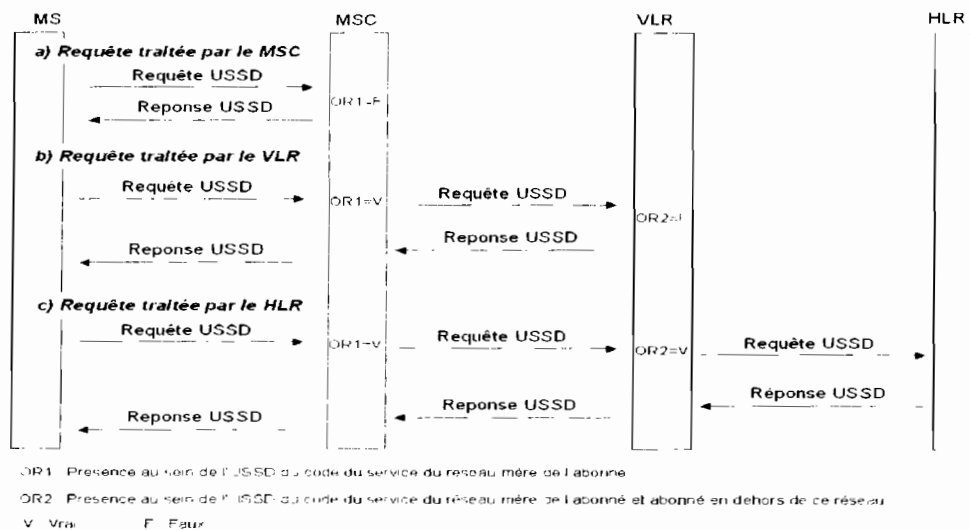 MS MSC VLR HLR
a) Requête traitée par le MSC
Requête USSD
OR1=F
Reponse USSD
b) Requête traitée par le VLR
Requête USSD
Requête USSD
OR1=V
OR2=F
Reponse USSD
Reponse USSD
c) Requête traitée par le HLR
Requête USSD
Requête USSD
Requête USSD
OR1=V
OR2=V
Réponse USSD
Reponse USSD
Reponse USSD
OR1 Presence au sein de l'USSD du code du service du reseau mère de l abonne
OR2 Presence au sein de l'USSD du code du service du réseau mère de l abonné et abonné en dehors de ce réseau
V Vrai F Faux